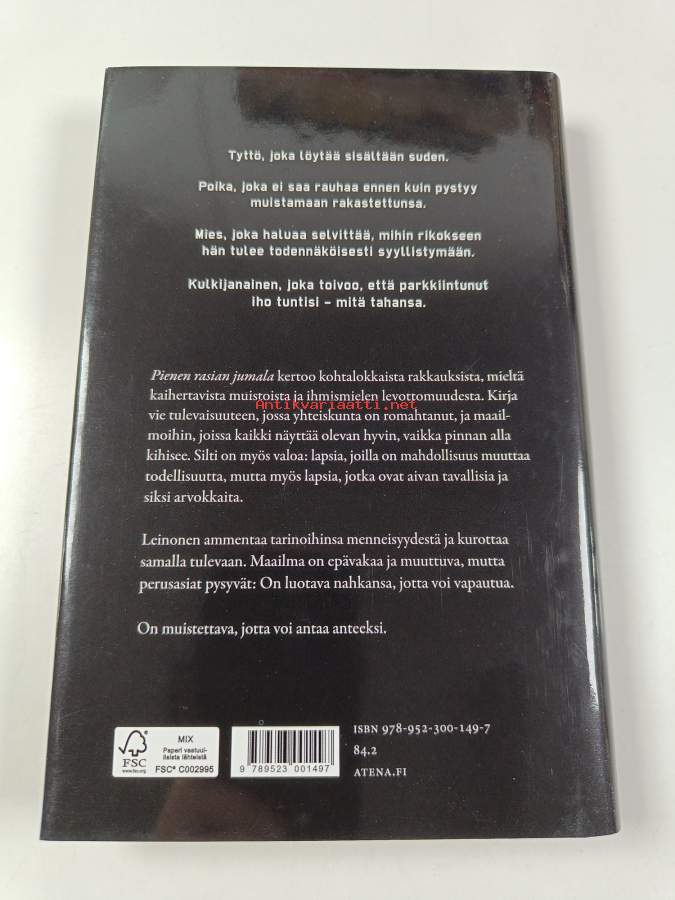 Tyttö, joka löytää sisältään suden.
Poika, joka ei saa rauhaa ennen kuin pystyy
muistamaan rakastettunsa.
Mies, joka haluaa selvittää, mihin rikokseen
hän tulee todennäköisesti syyllistymään.
Kulkijanainen, joka toivoo, että parkkiintunut
iho tuntisi – mitä tahansa.
Pienen rasian jumala kertoo kohtalokkaista rakkauksista, mieltä
kaihertavista muistoista ja ihmismielen levottomuudesta. Kirja
Antikvariaatti.net
vie tulevaisuuteen, jossa yhteiskunta on romahtanut, ja maail-
moihin, joissa kaikki näyttää olevan hyvin, vaikka pinnan alla
kihisee. Silti on myös valoa: lapsia, joilla on mahdollisuus muuttaa
todellisuutta, mutta myös lapsia, jotka ovat aivan tavallisia ja
siksi arvokkaita.
Leinonen ammentaa tarinoihinsa menneisyydestä ja kurottaa
samalla tulevaan. Maailma on epävakaa ja muuttuva, mutta
perusasiat pysyvät: On luotava nahkansa, jotta voi vapautua.
On muistettava, jotta voi antaa anteeksi.
FSC
www.fsc.org
MIX
Paperi vastuul-
lisista lähteistä
FSC® C002995
9 789523 001497
ISBN 978-952-300-149-7
84.2
ATENA.FI